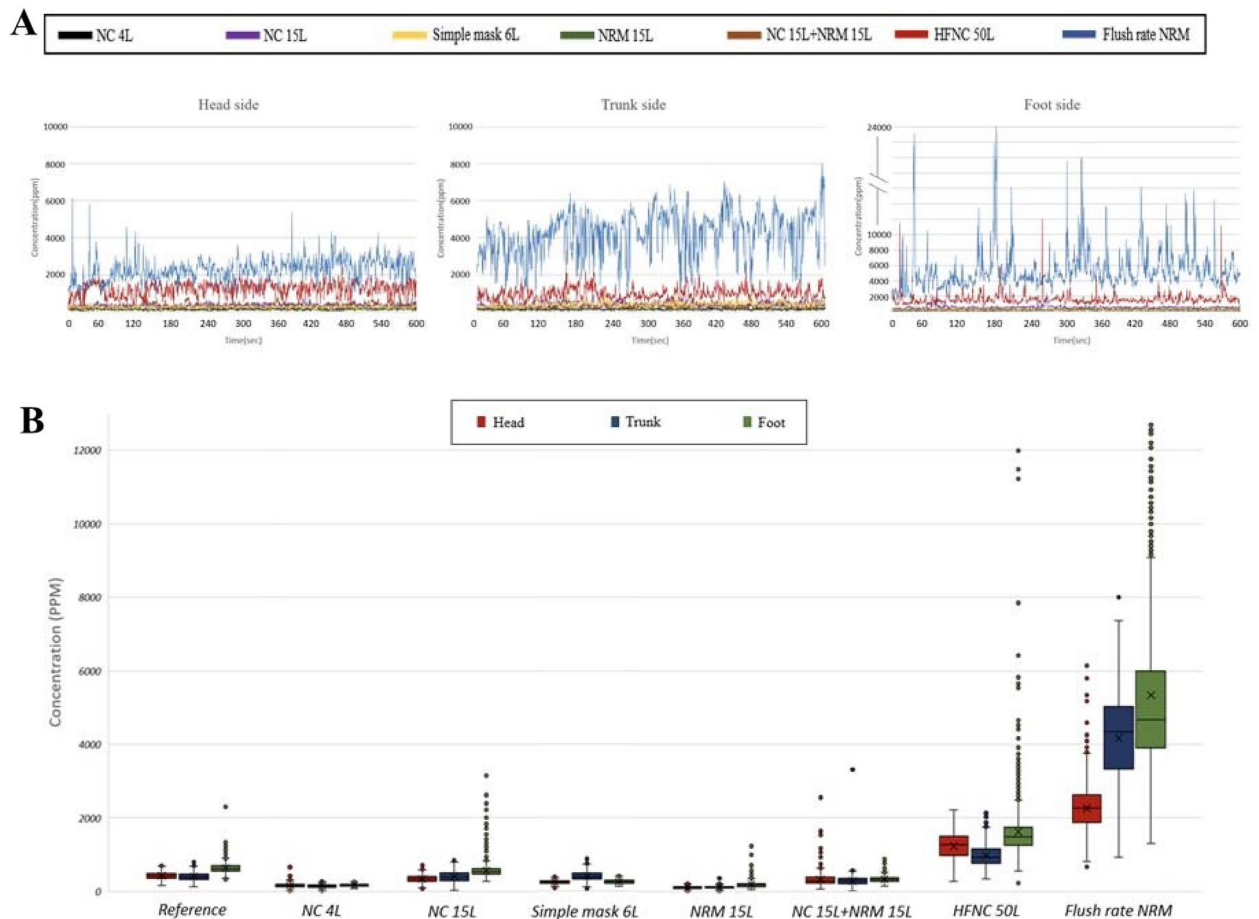 A
NC 4L NC 15L Simple mask 6L NRM 15L NC 15L+NRM 15L HFNC 50L Flush rate NRM
Head side Trunk side Foot side
Concentration(ppm)
10000
8000
6000
4000
2000
0 60 120 180 240 300 360 420 480 540 600
Time(sec)
Concentration(ppm)
10000
8000
6000
4000
2000
0 60 120 180 240 300 360 420 480 540 600
Time(sec)
Concentration(ppm)
24000
10000
8000
6000
4000
2000
0 60 120 180 240 300 360 420 480 540 600
Time(sec)
B
Head Trunk Foot
Concentration (PPM)
12000
10000
8000
6000
4000
2000
0
Reference NC 4L NC 15L Simple mask 6L NRM 15L NC 15L+NRM 15L HFNC 50L Flush rate NRM